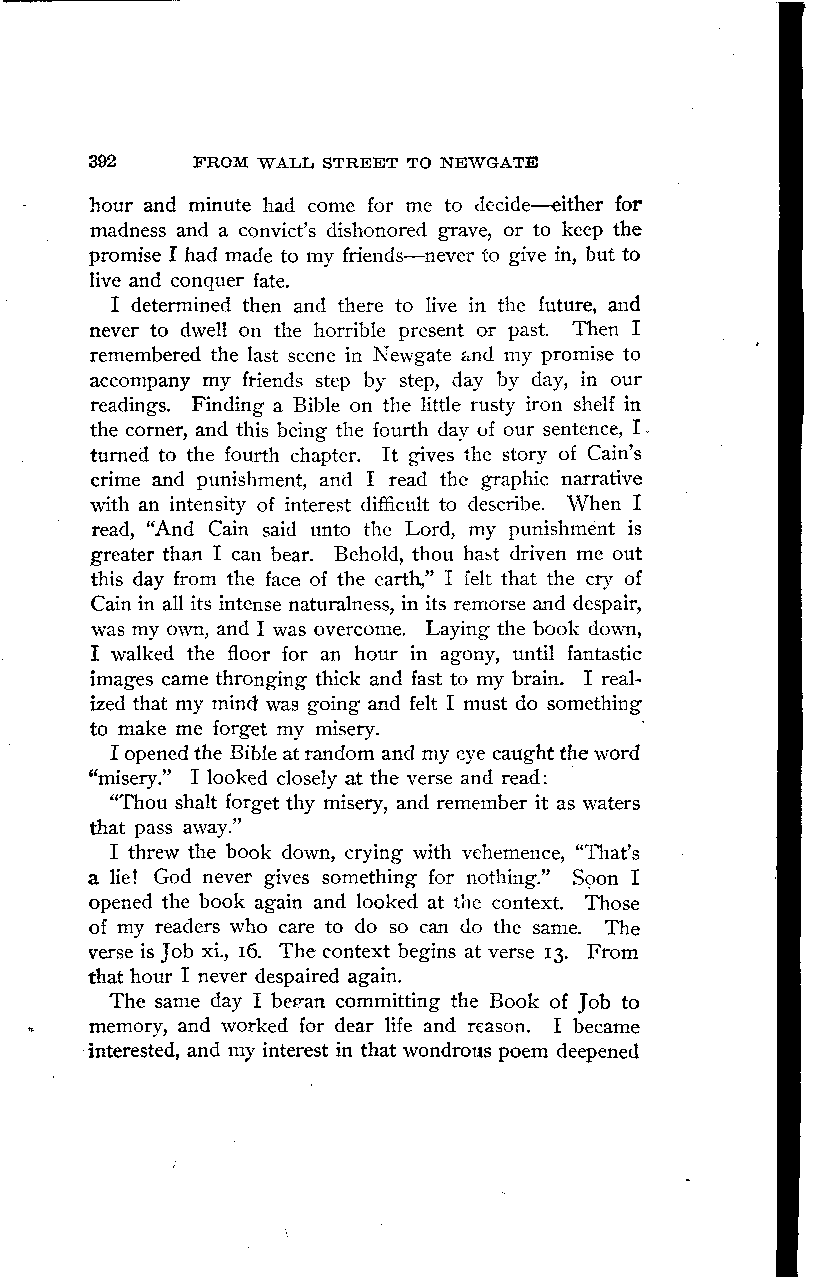 392 FROM WALL STREET TO NEWGATE
hour and minute had come for me to decide—either for
madness and a convict's dishonored grave, or to keep the
promise I had made to my friends—never to give in, but to
live and conquer fate.
I determined then and there to live in the future, and
never to dwell on the horrible present or past. Then I
remembered the last scene in Newgate and my promise to
accompany my friends step by step, day by day, in our
readings. Finding a Bible on the little rusty iron shelf in
the corner, and this being the fourth day of our sentence, I
turned to the fourth chapter. It gives the story of Cain's
crime and punishment, and I read the graphic narrative
with an intensity of interest difficult to describe. When I
read, "And Cain said unto the Lord, my punishment is
greater than I can bear. Behold, thou hast driven me out
this day from the face of the earth," I felt that the cry of
Cain in all its intense naturalness, in its remorse and despair,
was my own, and I was overcome. Laying the book down,
I walked the floor for an hour in agony, until fantastic
images came thronging thick and fast to my brain. I real-
ized that my mind was going and felt I must do something
to make me forget my misery.
I opened the Bible at random and my eye caught the word
"misery." I looked closely at the verse and read:
"Thou shalt forget thy misery, and remember it as waters
that pass away."
I threw the book down, crying with vehemence, "That's
a lie! God never gives something for nothing." Soon I
opened the book again and looked at the context. Those
of my readers who care to do so can do the same. The
verse is Job xi., 16. The context begins at verse 13. From
that hour I never despaired again.
The same day I began committing the Book of Job to
memory, and worked for dear life and reason. I became
interested, and my interest in that wondrous poem deepened